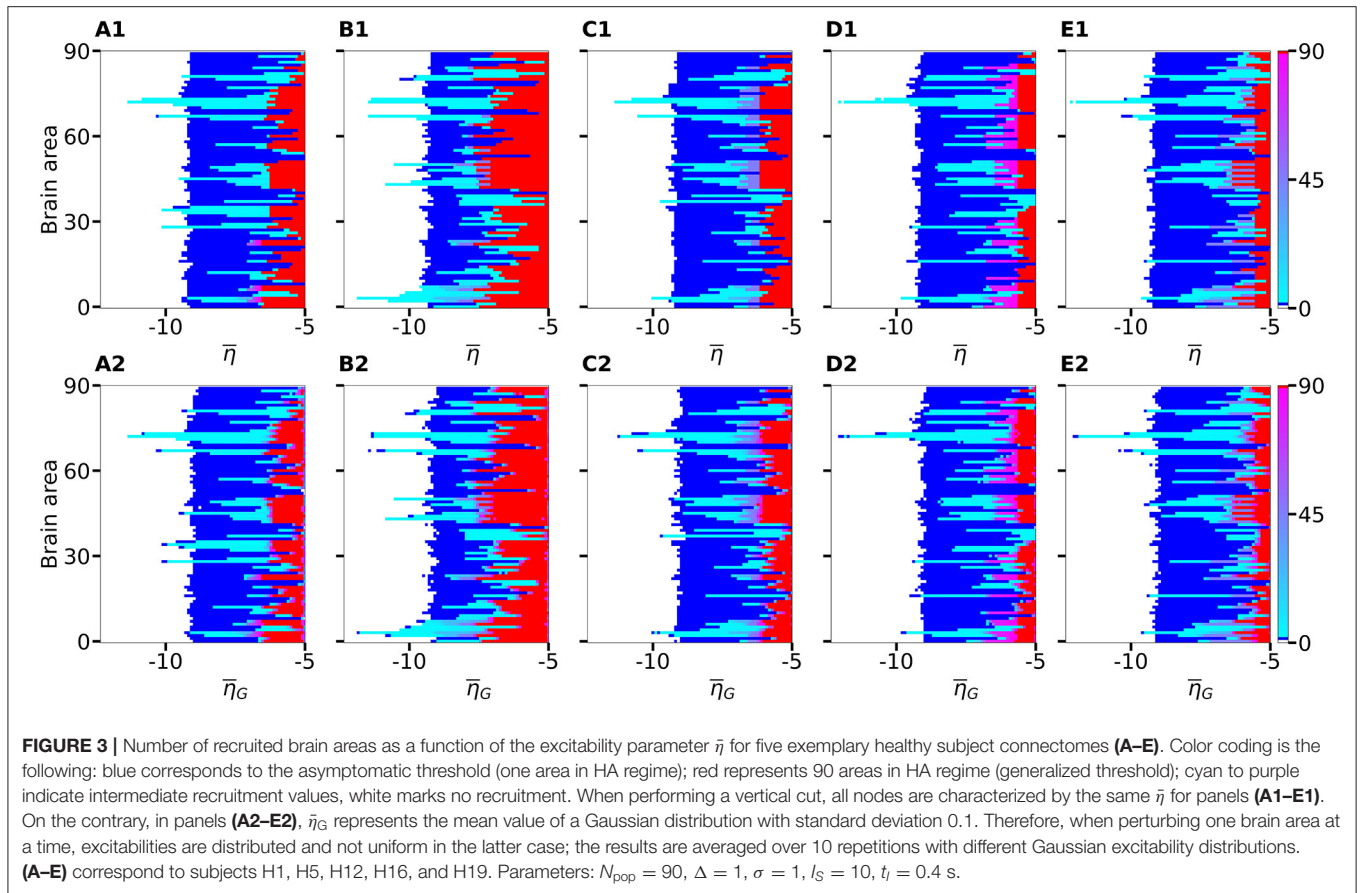 A1 B1 C1 D1 E1
90
60
30
0
Brain area
-10 -5 -10 -5 -10 -5 -10 -5 -10 -5
η̄ η̄ η̄ η̄ η̄
90
45
0
A2 B2 C2 D2 E2
90
60
30
0
Brain area
-10 -5 -10 -5 -10 -5 -10 -5 -10 -5
η̄G η̄G η̄G η̄G η̄G
90
45
0
FIGURE 3 | Number of recruited brain areas as a function of the excitability parameter η̄ for five exemplary healthy subject connectomes (A–E). Color coding is the
following: blue corresponds to the asymptomatic threshold (one area in HA regime); red represents 90 areas in HA regime (generalized threshold); cyan to purple
indicate intermediate recruitment values, white marks no recruitment. When performing a vertical cut, all nodes are characterized by the same η̄ for panels (A1–E1).
On the contrary, in panels (A2–E2), η̄G represents the mean value of a Gaussian distribution with standard deviation 0.1. Therefore, when perturbing one brain area at
a time, excitabilities are distributed and not uniform in the latter case; the results are averaged over 10 repetitions with different Gaussian excitability distributions.
(A–E) correspond to subjects H1, H5, H12, H16, and H19. Parameters: Npop = 90, Δ = 1, σ = 1, IS = 10, tI = 0.4 s.